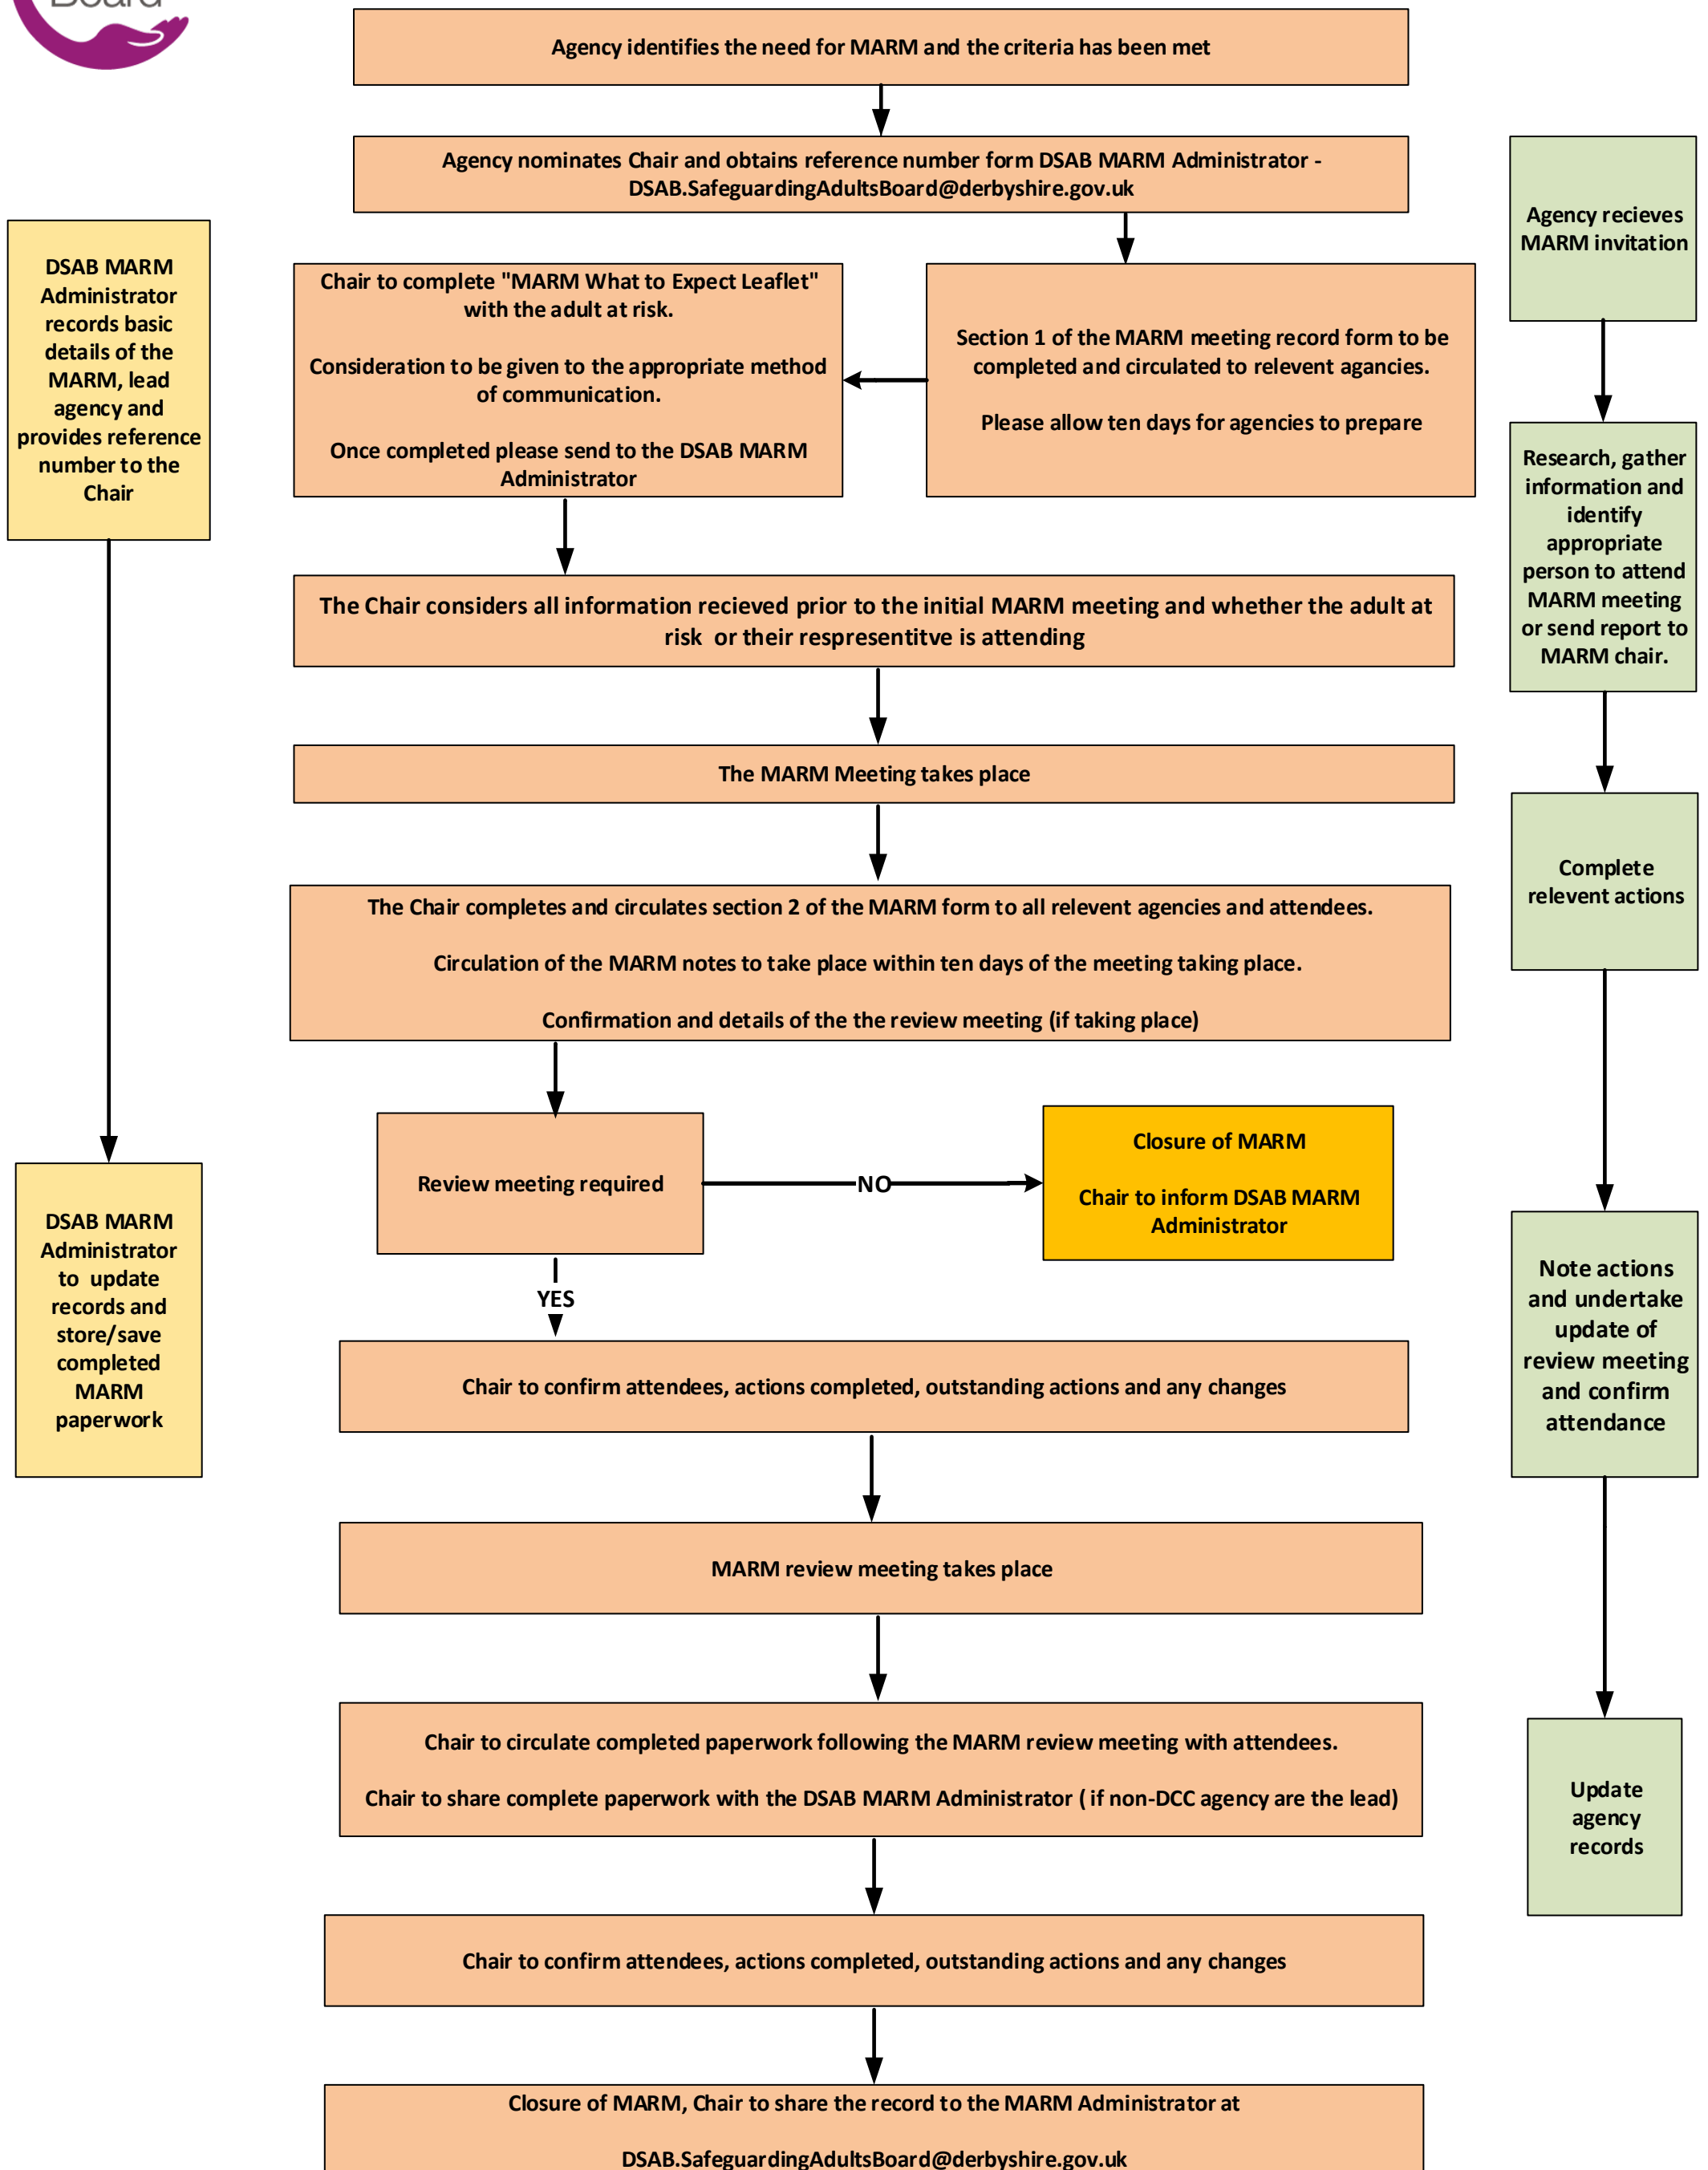 Board
Agency identifies the need for MARM and the criteria has been met
Agency nominates Chair and obtains reference number form DSAB MARM Administrator -
DSAB.SafeguardingAdultsBoard@derbyshire.gov.uk
DSAB MARM
Administrator
records basic
details of the
MARM, lead
agency and
provides reference
number to the
Chair
Chair to complete "MARM What to Expect Leaflet"
with the adult at risk.
Consideration to be given to the appropriate method
of communication.
Once completed please send to the DSAB MARM
Administrator
Section 1 of the MARM meeting record form to be
completed and circulated to relevent agancies.
Please allow ten days for agencies to prepare
Agency recieves
MARM invitation
Research, gather
information and
identify
appropriate
person to attend
MARM meeting
or send report to
MARM chair.
The Chair considers all information recieved prior to the initial MARM meeting and whether the adult at
risk  or their respresentitve is attending
The MARM Meeting takes place
Complete
relevent actions
The Chair completes and circulates section 2 of the MARM form to all relevent agencies and attendees.
Circulation of the MARM notes to take place within ten days of the meeting taking place.
Confirmation and details of the the review meeting (if taking place)
Review meeting required
NO
Closure of MARM
Chair to inform DSAB MARM
Administrator
YES
DSAB MARM
Administrator
to  update
records and
store/save
completed
MARM
paperwork
Note actions
and undertake
update of
review meeting
and confirm
attendance
Chair to confirm attendees, actions completed, outstanding actions and any changes
MARM review meeting takes place
Chair to circulate completed paperwork following the MARM review meeting with attendees.
Chair to share complete paperwork with the DSAB MARM Administrator ( if non-DCC agency are the lead)
Update
agency
records
Chair to confirm attendees, actions completed, outstanding actions and any changes
Closure of MARM, Chair to share the record to the MARM Administrator at
DSAB.SafeguardingAdultsBoard@derbyshire.gov.uk